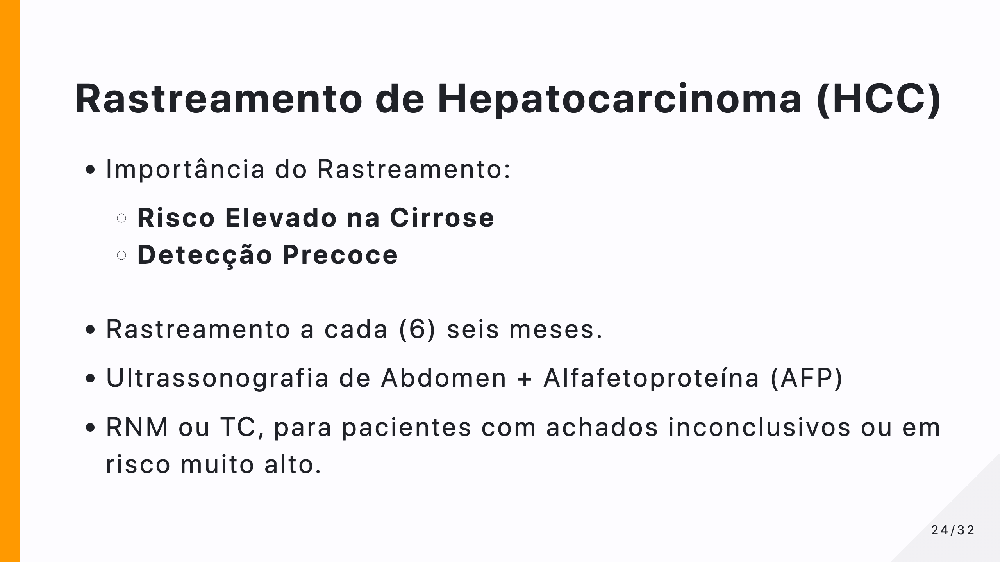 Rastreamento de Hepatocarcinoma (HCC)
• Importância do Rastreamento:
○ Risco Elevado na Cirrose
○ Detecção Precoce
• Rastreamento a cada (6) seis meses.
• Ultrassonografia de Abdomen + Alfafetoproteína (AFP)
• RNM ou TC, para pacientes com achados inconclusivos ou em
risco muito alto.
24/32